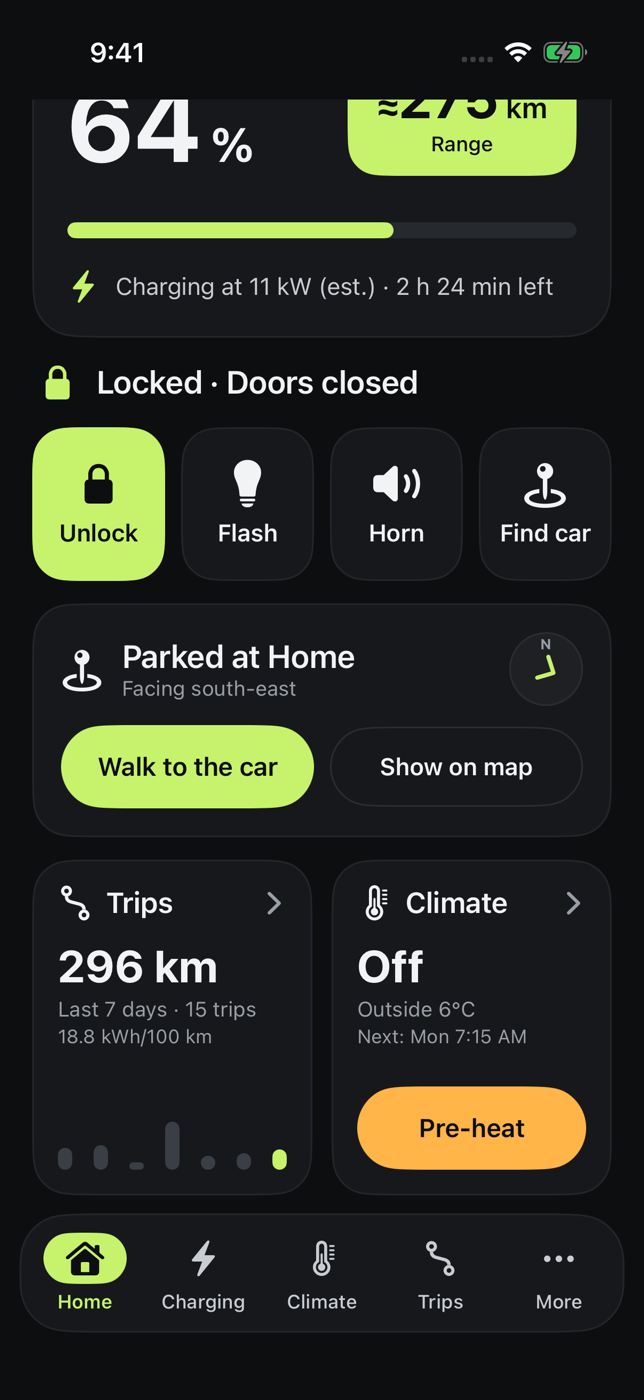 9:41
64 %
≈275 km
Range
Charging at 11 kW (est.) · 2 h 24 min left
Locked · Doors closed
Unlock
Flash
Horn
Find car
Parked at Home
Facing south-east
N
Walk to the car
Show on map
Trips
296 km
Last 7 days · 15 trips
18.8 kWh/100 km
Climate
Off
Outside 6°C
Next: Mon 7:15 AM
Pre-heat
Home
Charging
Climate
Trips
More